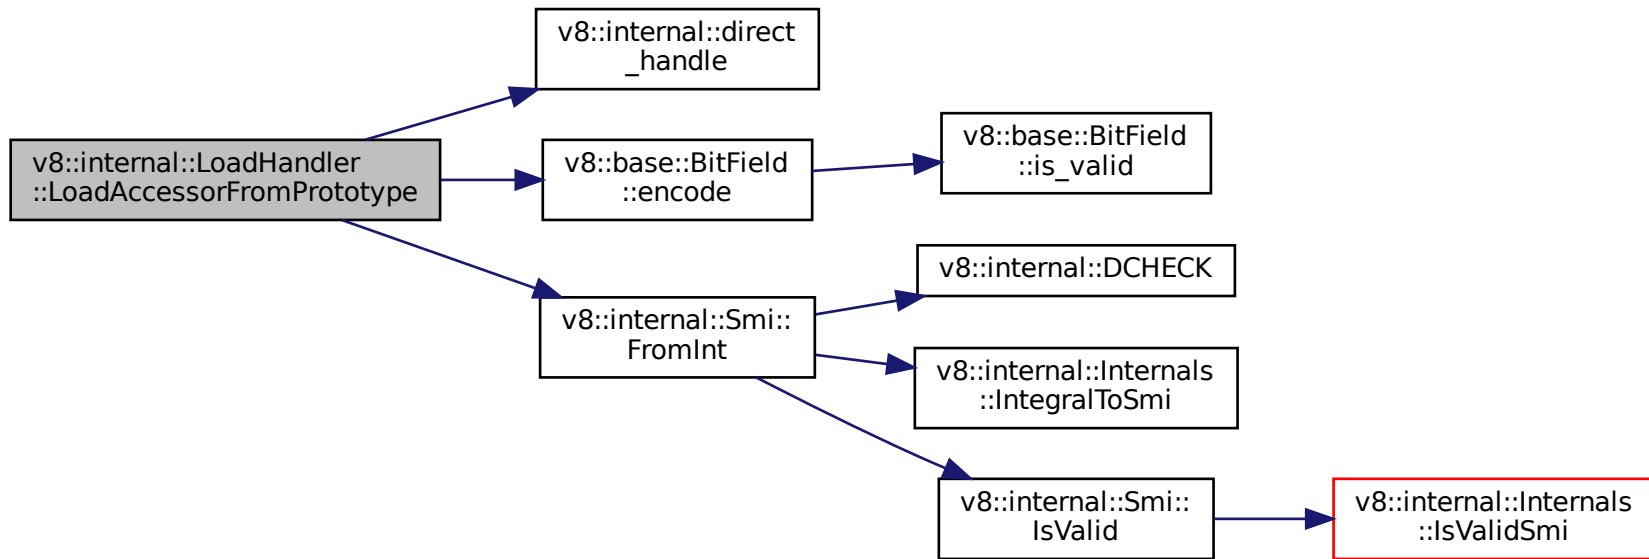 v8::internal::LoadHandler
::LoadAccessorFromPrototype
v8::internal::direct
_handle
v8::base::BitField
::encode
v8::base::BitField
::is_valid
v8::internal::Smi::
FromInt
v8::internal::DCHECK
v8::internal::Internals
::IntegralToSmi
v8::internal::Smi::
IsValid
v8::internal::Internals
::IsValidSmi